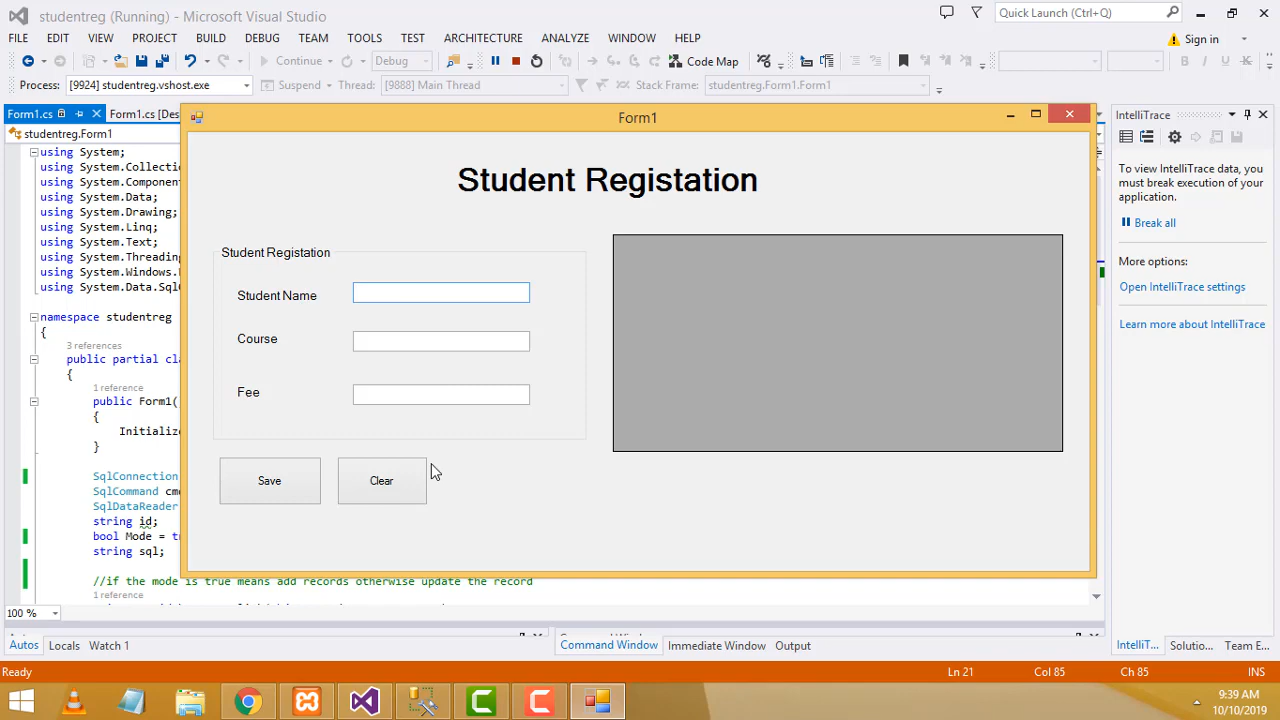 studentreg (Running) - Microsoft Visual Studio
Quick Launch (Ctrl+Q)
FILE EDIT VIEW PROJECT BUILD DEBUG TEAM TOOLS TEST ARCHITECTURE ANALYZE WINDOW HELP
Sign in
Continue Debug Code Map
Process: [9924] studentreg.vshost.exe Suspend Thread: [9888] Main Thread Stack Frame: studentreg.Form1.Form1
Form1.cs Form1.cs [Des
Form1
IntelliTrace
studentreg.Form1
using System;
using System.Collecti
using System.Component
using System.Data;
using System.Drawing;
using System.Linq;
using System.Text;
using System.Threading
using System.Windows.
using System.Data.SqlC
namespace studentreg
{
3 references
public partial cla
{
1 reference
public Form1()
{
Initialize
}
SqlConnection
SqlCommand cm
SqlDataReader
string id;
bool Mode = t
string sql;
//if the mode is true means add records otherwise update the record
1 reference
Student Registation
Student Registation
Student Name
Course
Fee
Save
Clear
To view IntelliTrace data, you
must break execution of your
application.
Break all
More options:
Open IntelliTrace settings
Learn more about IntelliTrace
100 %
Autos Locals Watch 1
Command Window Immediate Window Output
IntelliT... Solutio... Team E...
Ready
Ln 21 Col 85 Ch 85 INS
9:39 AM
10/10/2019